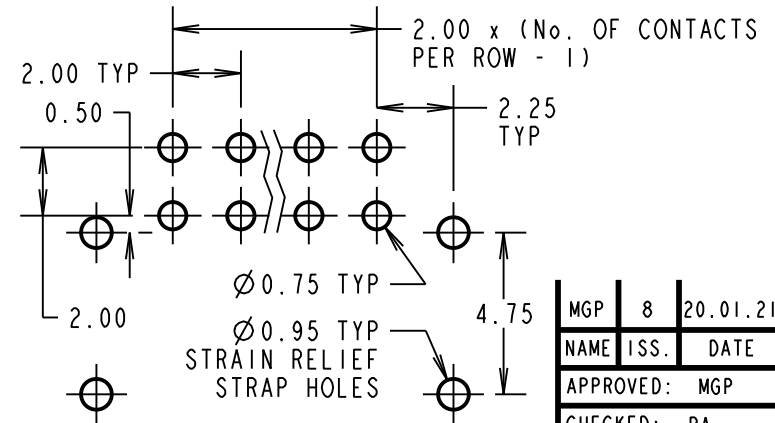 2.00 x (No. OF CONTACTS
PER ROW - 1)
2.00 TYP
0.50
2.25
TYP
Ø0.75 TYP
2.00
4.75
Ø0.95 TYP
STRAIN RELIEF
STRAP HOLES
MGP 8 20.01.21
NAME ISS. DATE
APPROVED: MGP
CHECKED: PA